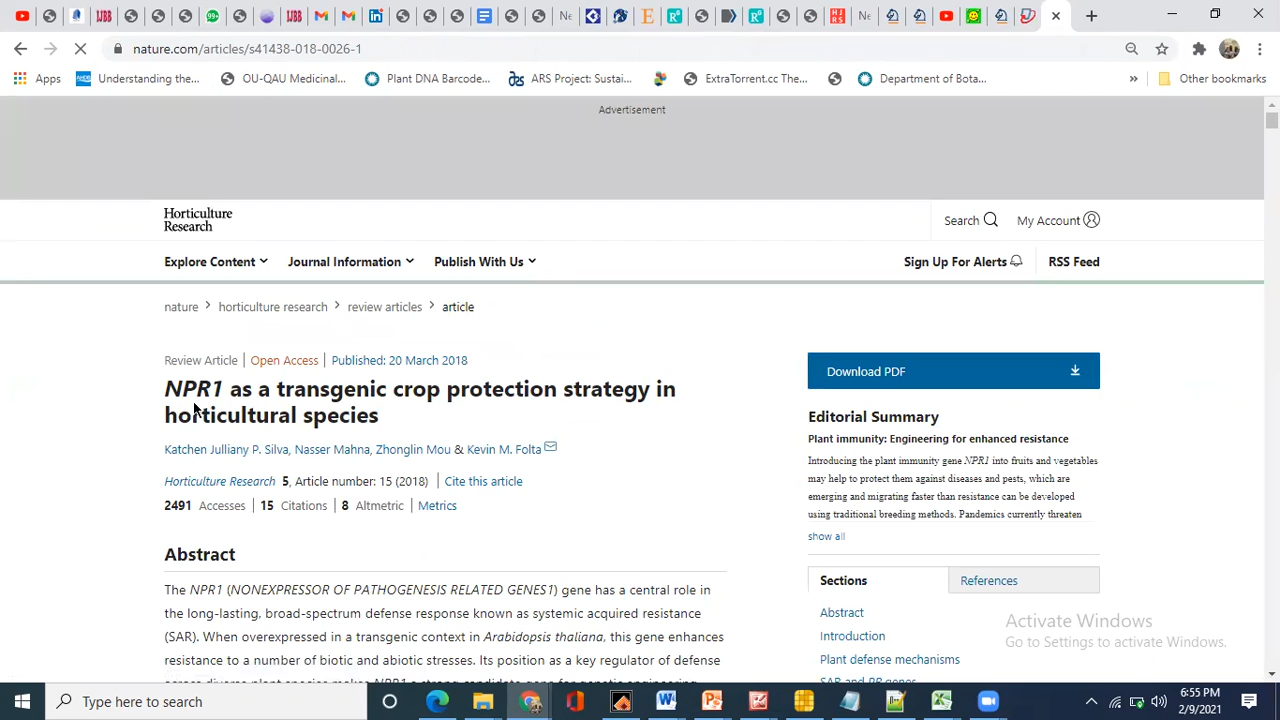 IJBB
99+
IJBB
Ne
HJ
RS
Ne
nature.com/articles/s41438-018-0026-1
Apps
Understanding the...
OU-QAU Medicinal...
Plant DNA Barcode...
ARS Project: Sustai...
ExtraTorrent.cc The...
Department of Bota...
»
Other bookmarks
Advertisement
Horticulture
Research
Search
My Account
Explore Content
Journal Information
Publish With Us
Sign Up For Alerts
RSS Feed
nature > horticulture research > review articles > article
Review Article | Open Access | Published: 20 March 2018
NPR1 as a transgenic crop protection strategy in
horticultural species
Katchen Julliany P. Silva, Nasser Mahna, Zhonglin Mou & Kevin M. Folta
Horticulture Research 5, Article number: 15 (2018) | Cite this article
2491 Accesses | 15 Citations | 8 Altmetric | Metrics
Abstract
The NPR1 (NONEXPRESSOR OF PATHOGENESIS RELATED GENES1) gene has a central role in
the long-lasting, broad-spectrum defense response known as systemic acquired resistance
(SAR). When overexpressed in a transgenic context in Arabidopsis thaliana, this gene enhances
resistance to a number of biotic and abiotic stresses. Its position as a key regulator of defense
Download PDF
Editorial Summary
Plant immunity: Engineering for enhanced resistance
Introducing the plant immunity gene NPR1 into fruits and vegetables
may help to protect them against diseases and pests, which are
emerging and migrating faster than resistance can be developed
using traditional breeding methods. Pandemics currently threaten
show all
Sections
References
Abstract
Introduction
Plant defense mechanisms
SAR and PR genes
Activate Windows
Go to Settings to activate Windows.
Type here to search
6:55 PM
2/9/2021